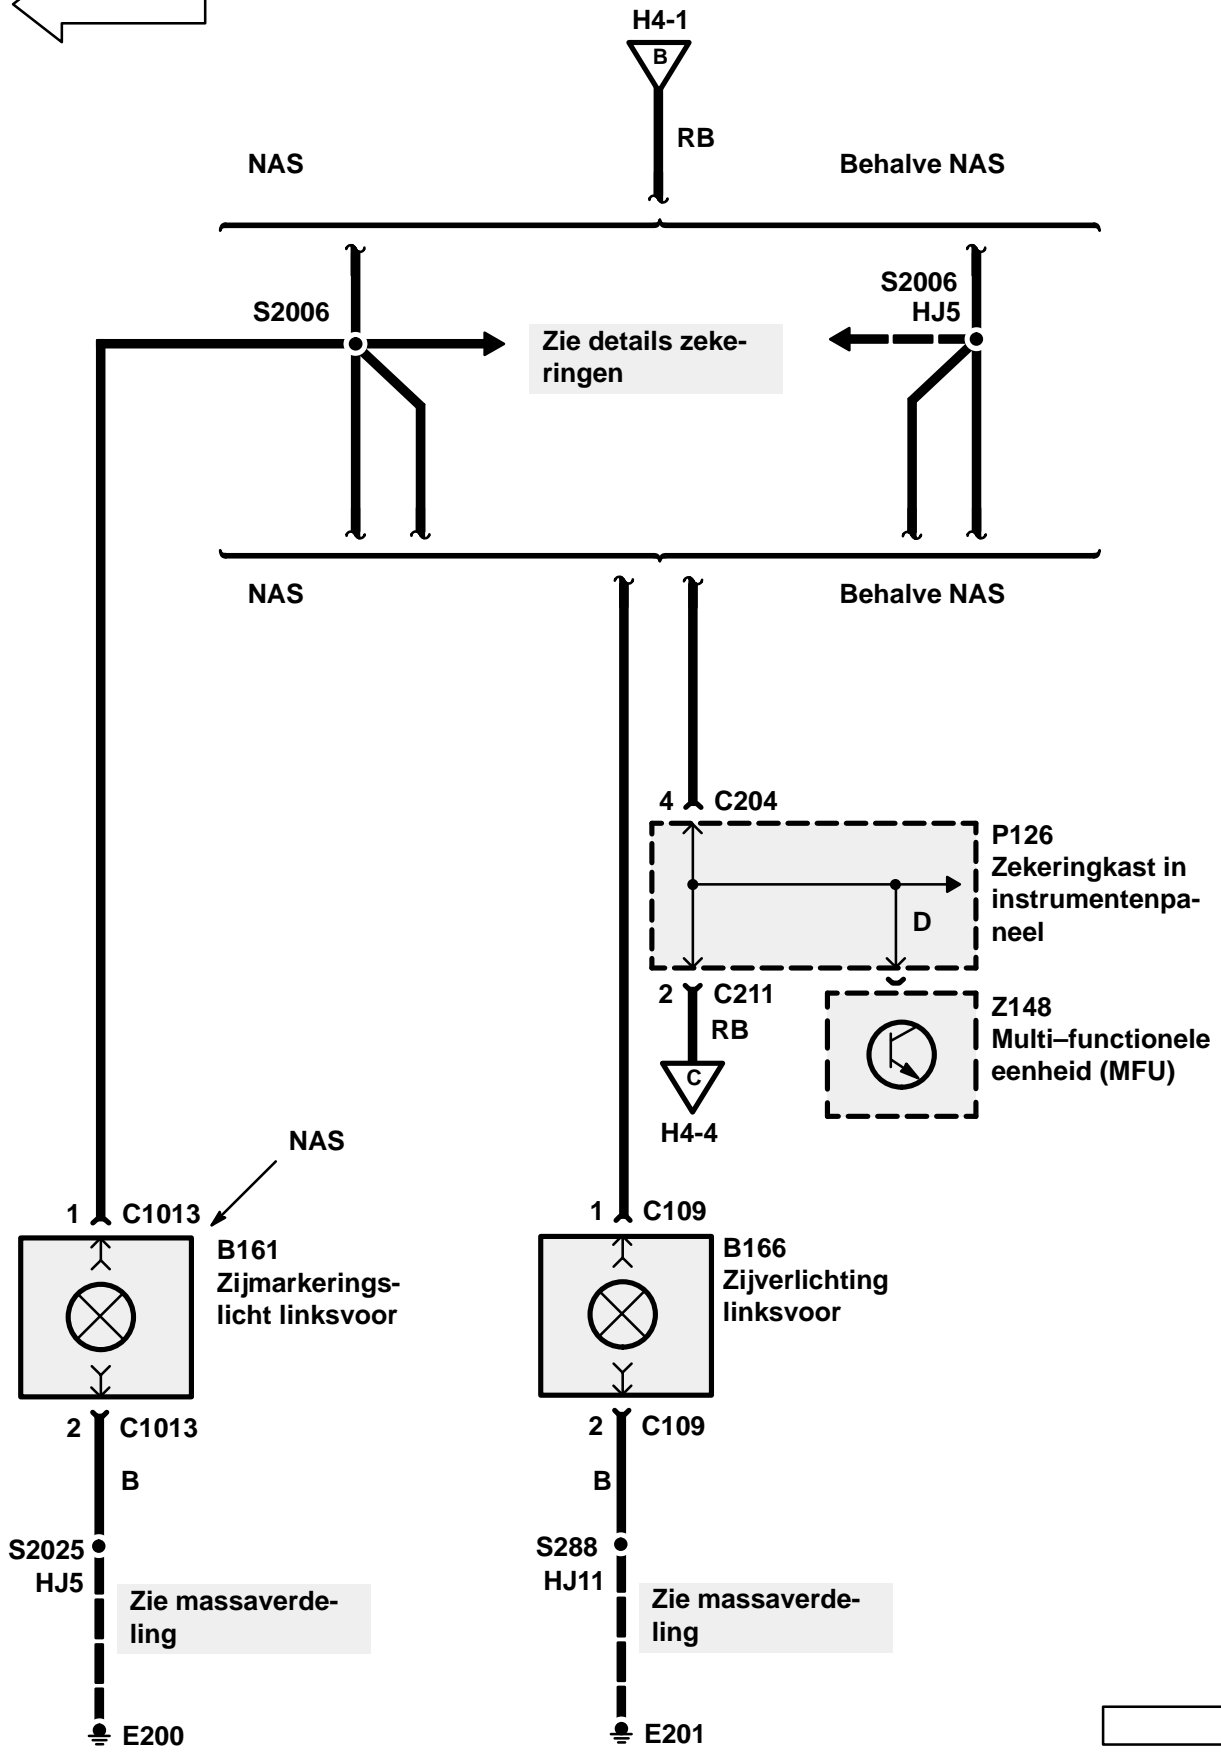 H4-1
B
RB
NAS
Behalve NAS
S2006
S2006
HJ5
Zie details zeke-
ringen
NAS
Behalve NAS
4 C204
P126
Zekeringkast in
instrumentenpa-
neel
D
2 C211
RB
C
H4-4
Z148
Multi–functionele
eenheid (MFU)
NAS
1 C1013
B161
Zijmarkerings-
licht linksvoor
1 C109
B166
Zijverlichting
linksvoor
2 C1013
B
2 C109
B
S2025
HJ5
Zie massaverde-
ling
S288
HJ11
Zie massaverde-
ling
E200
E201